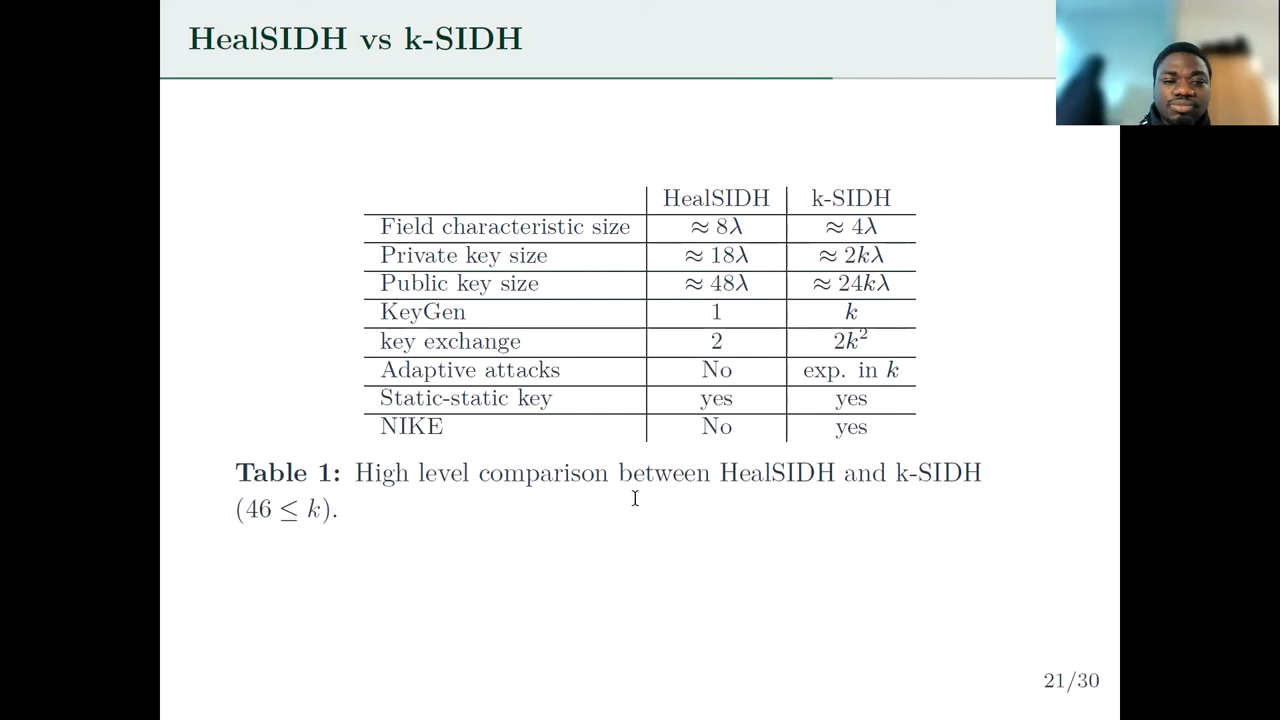 HealSIDH vs k-SIDH
HealSIDH k-SIDH
Field characteristic size ≈ 8λ ≈ 4λ
Private key size ≈ 18λ ≈ 2kλ
Public key size ≈ 48λ ≈ 24kλ
KeyGen 1 k
key exchange 2 2k²
Adaptive attacks No exp. in k
Static-static key yes yes
NIKE No yes
Table 1: High level comparison between HealSIDH and k-SIDH
(46 ≤ k).
21/30